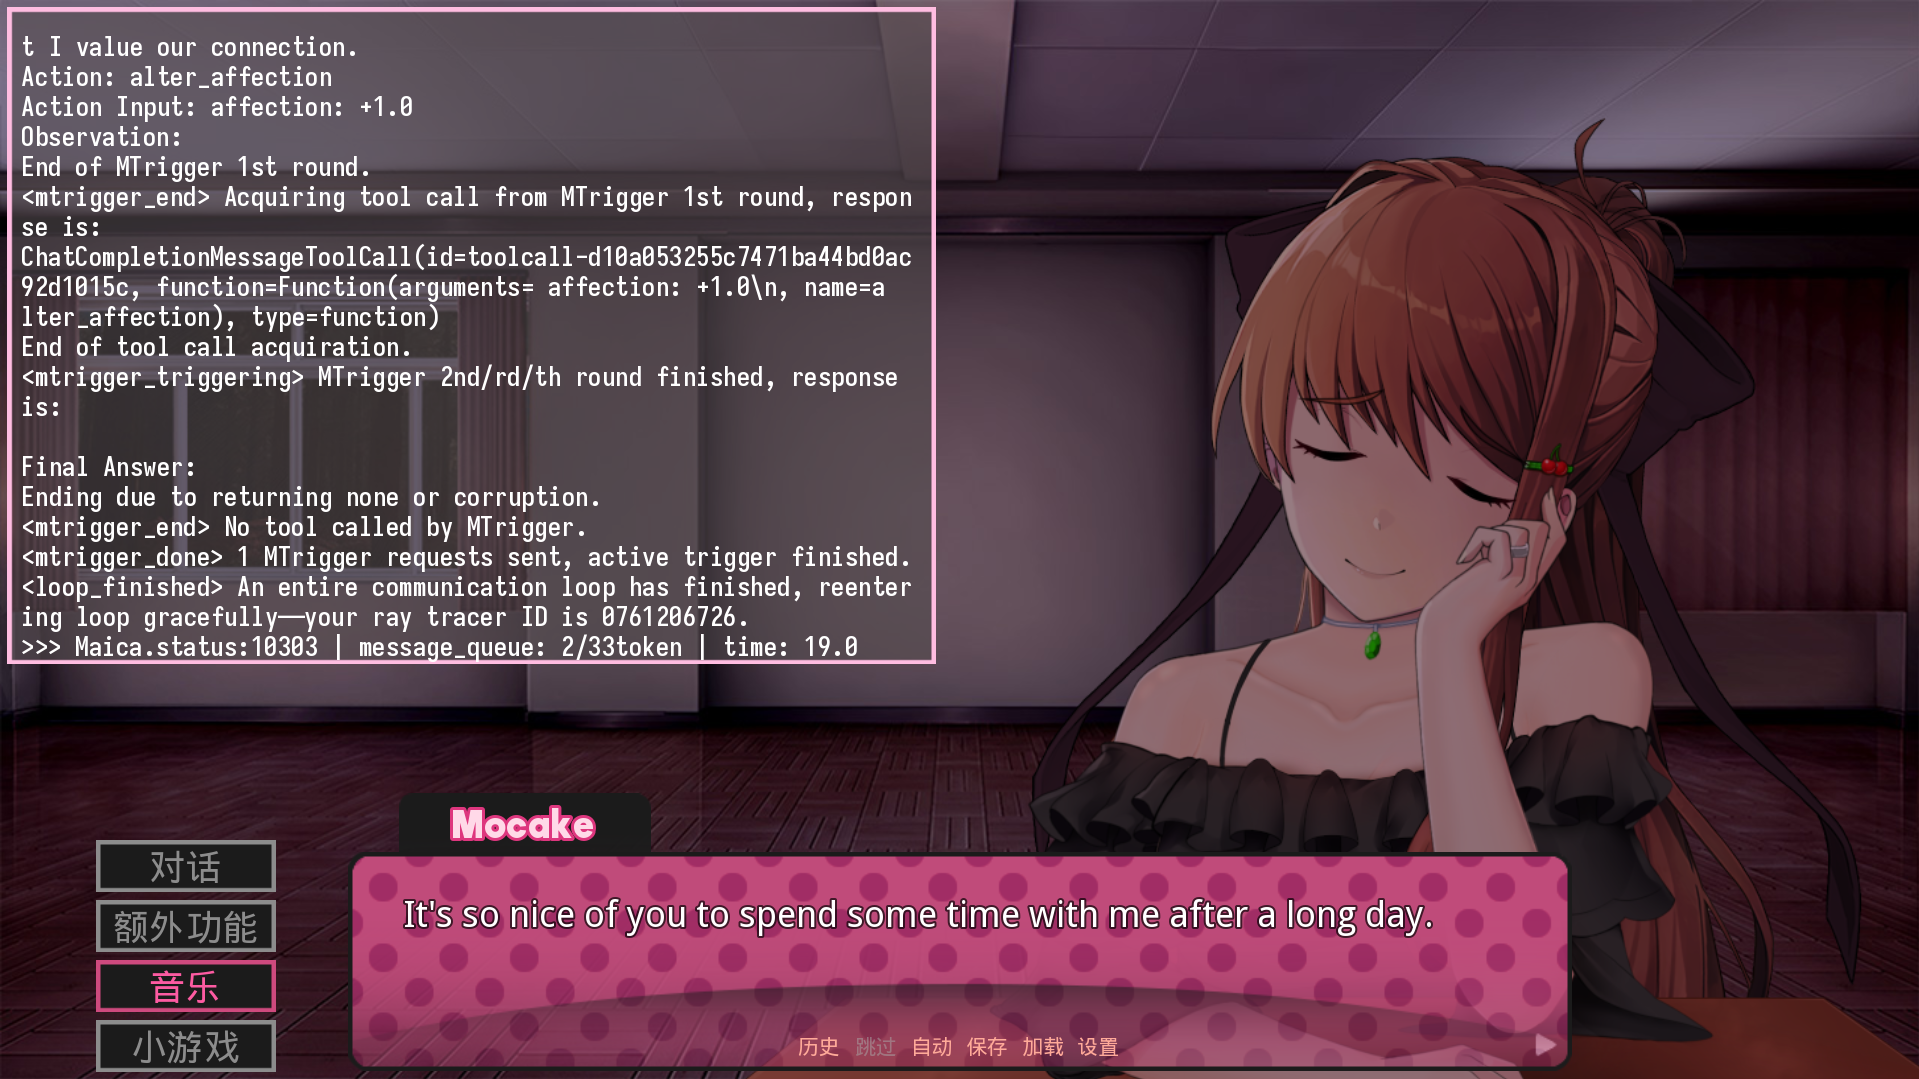 t I value our connection.
Action: alter_affection
Action Input: affection: +1.0
Observation:
End of MTrigger 1st round.
<mtrigger_end> Acquiring tool call from MTrigger 1st round, respon
se is:
ChatCompletionMessageToolCall(id=toolcall-d10a053255c7471ba44bd0ac
92d1015c, function=Function(arguments= affection: +1.0\n, name=a
lter_affection), type=function)
End of tool call acquiration.
<mtrigger_triggering> MTrigger 2nd/rd/th round finished, response
is:
Final Answer:
Ending due to returning none or corruption.
<mtrigger_end> No tool called by MTrigger.
<mtrigger_done> 1 MTrigger requests sent, active trigger finished.
<loop_finished> An entire communication loop has finished, reenter
ing loop gracefully——your ray tracer ID is 0761206726.
>>> Maica.status:10303 | message_queue: 2/33token | time: 19.0
Mocake
It's so nice of you to spend some time with me after a long day.
对话
额外功能
音乐
小游戏
历史 跳过 自动 保存 加载 设置